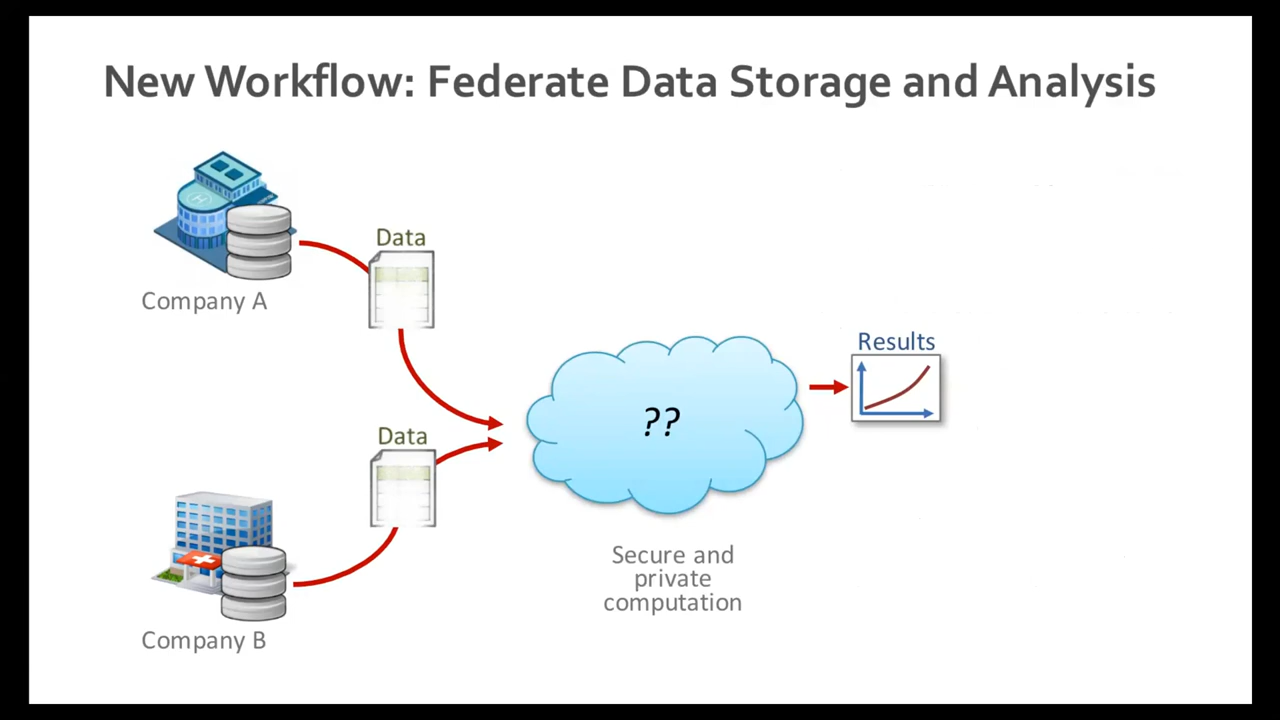 New Workflow: Federate Data Storage and Analysis
Data
Company A
Results
??
Data
Secure and
private
computation
Company B